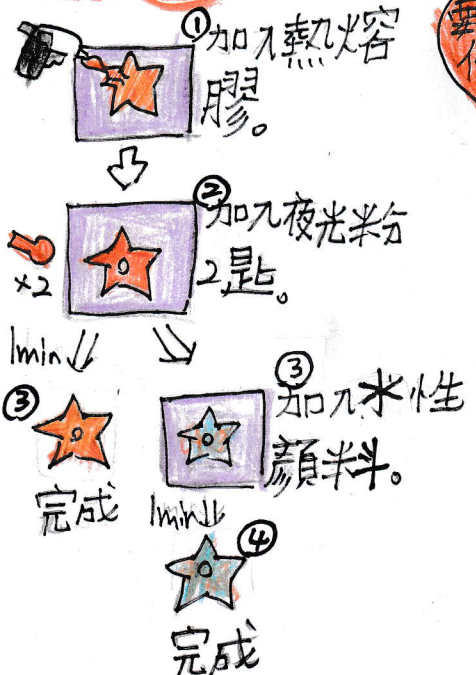 ①加入熱熔
膠。
②加入夜光粉
2匙。
×2
1min
③
完成
③加入水性
顏料。
1min
④
完成